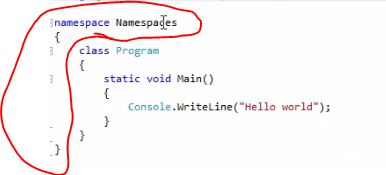 namespace Namespaces
{
class Program
{
static void Main()
{
Console.WriteLine("Hello world");
}
}
}